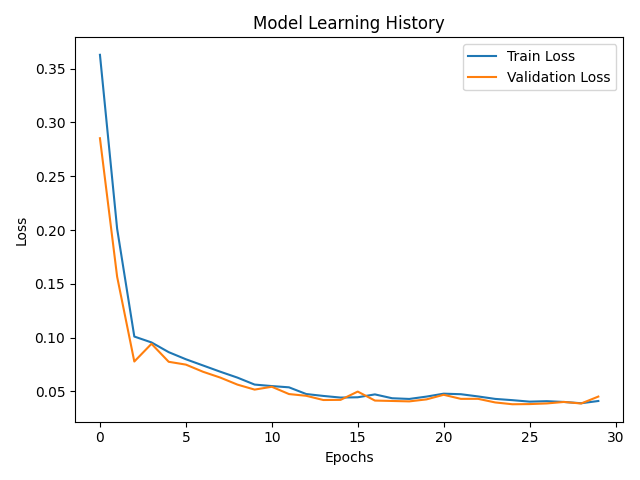 Model Learning History
Train Loss
Validation Loss
Loss
0.35
0.30
0.25
0.20
0.15
0.10
0.05
0 5 10 15 20 25 30
Epochs